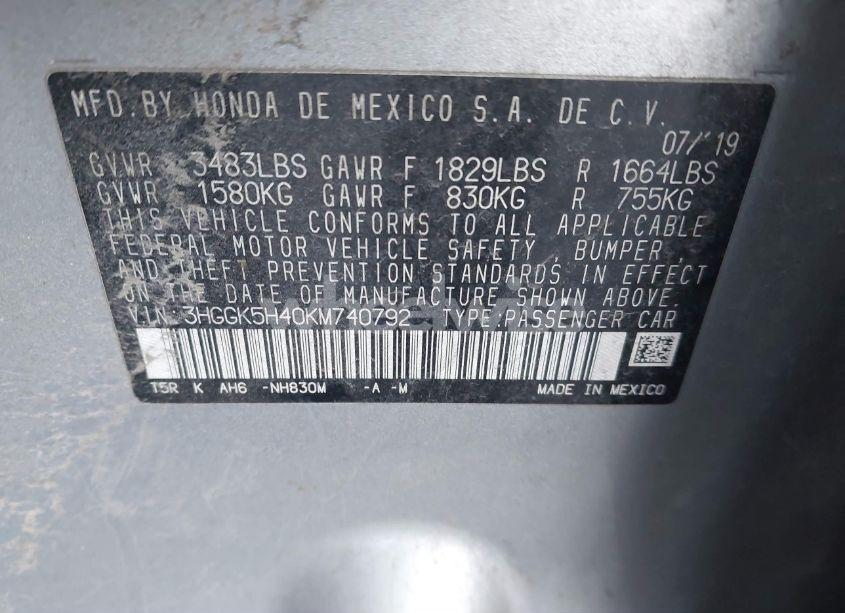 MFD. BY HONDA DE MEXICO S.A. DE C.V.
07/'19
GVWR 3483LBS GAWR F 1829LBS R 1664LBS
GVWR 1580KG GAWR F 830KG R 755KG
THIS VEHICLE CONFORMS TO ALL APPLICABLE
FEDERAL MOTOR VEHICLE SAFETY, BUMPER,
AND THEFT PREVENTION STANDARDS IN EFFECT
ON THE DATE OF MANUFACTURE SHOWN ABOVE.
V.I.N. 3HGGK5H40KM740792 TYPE:PASSENGER CAR
T5R K AH6 -NH830M -A -M MADE IN MEXICO